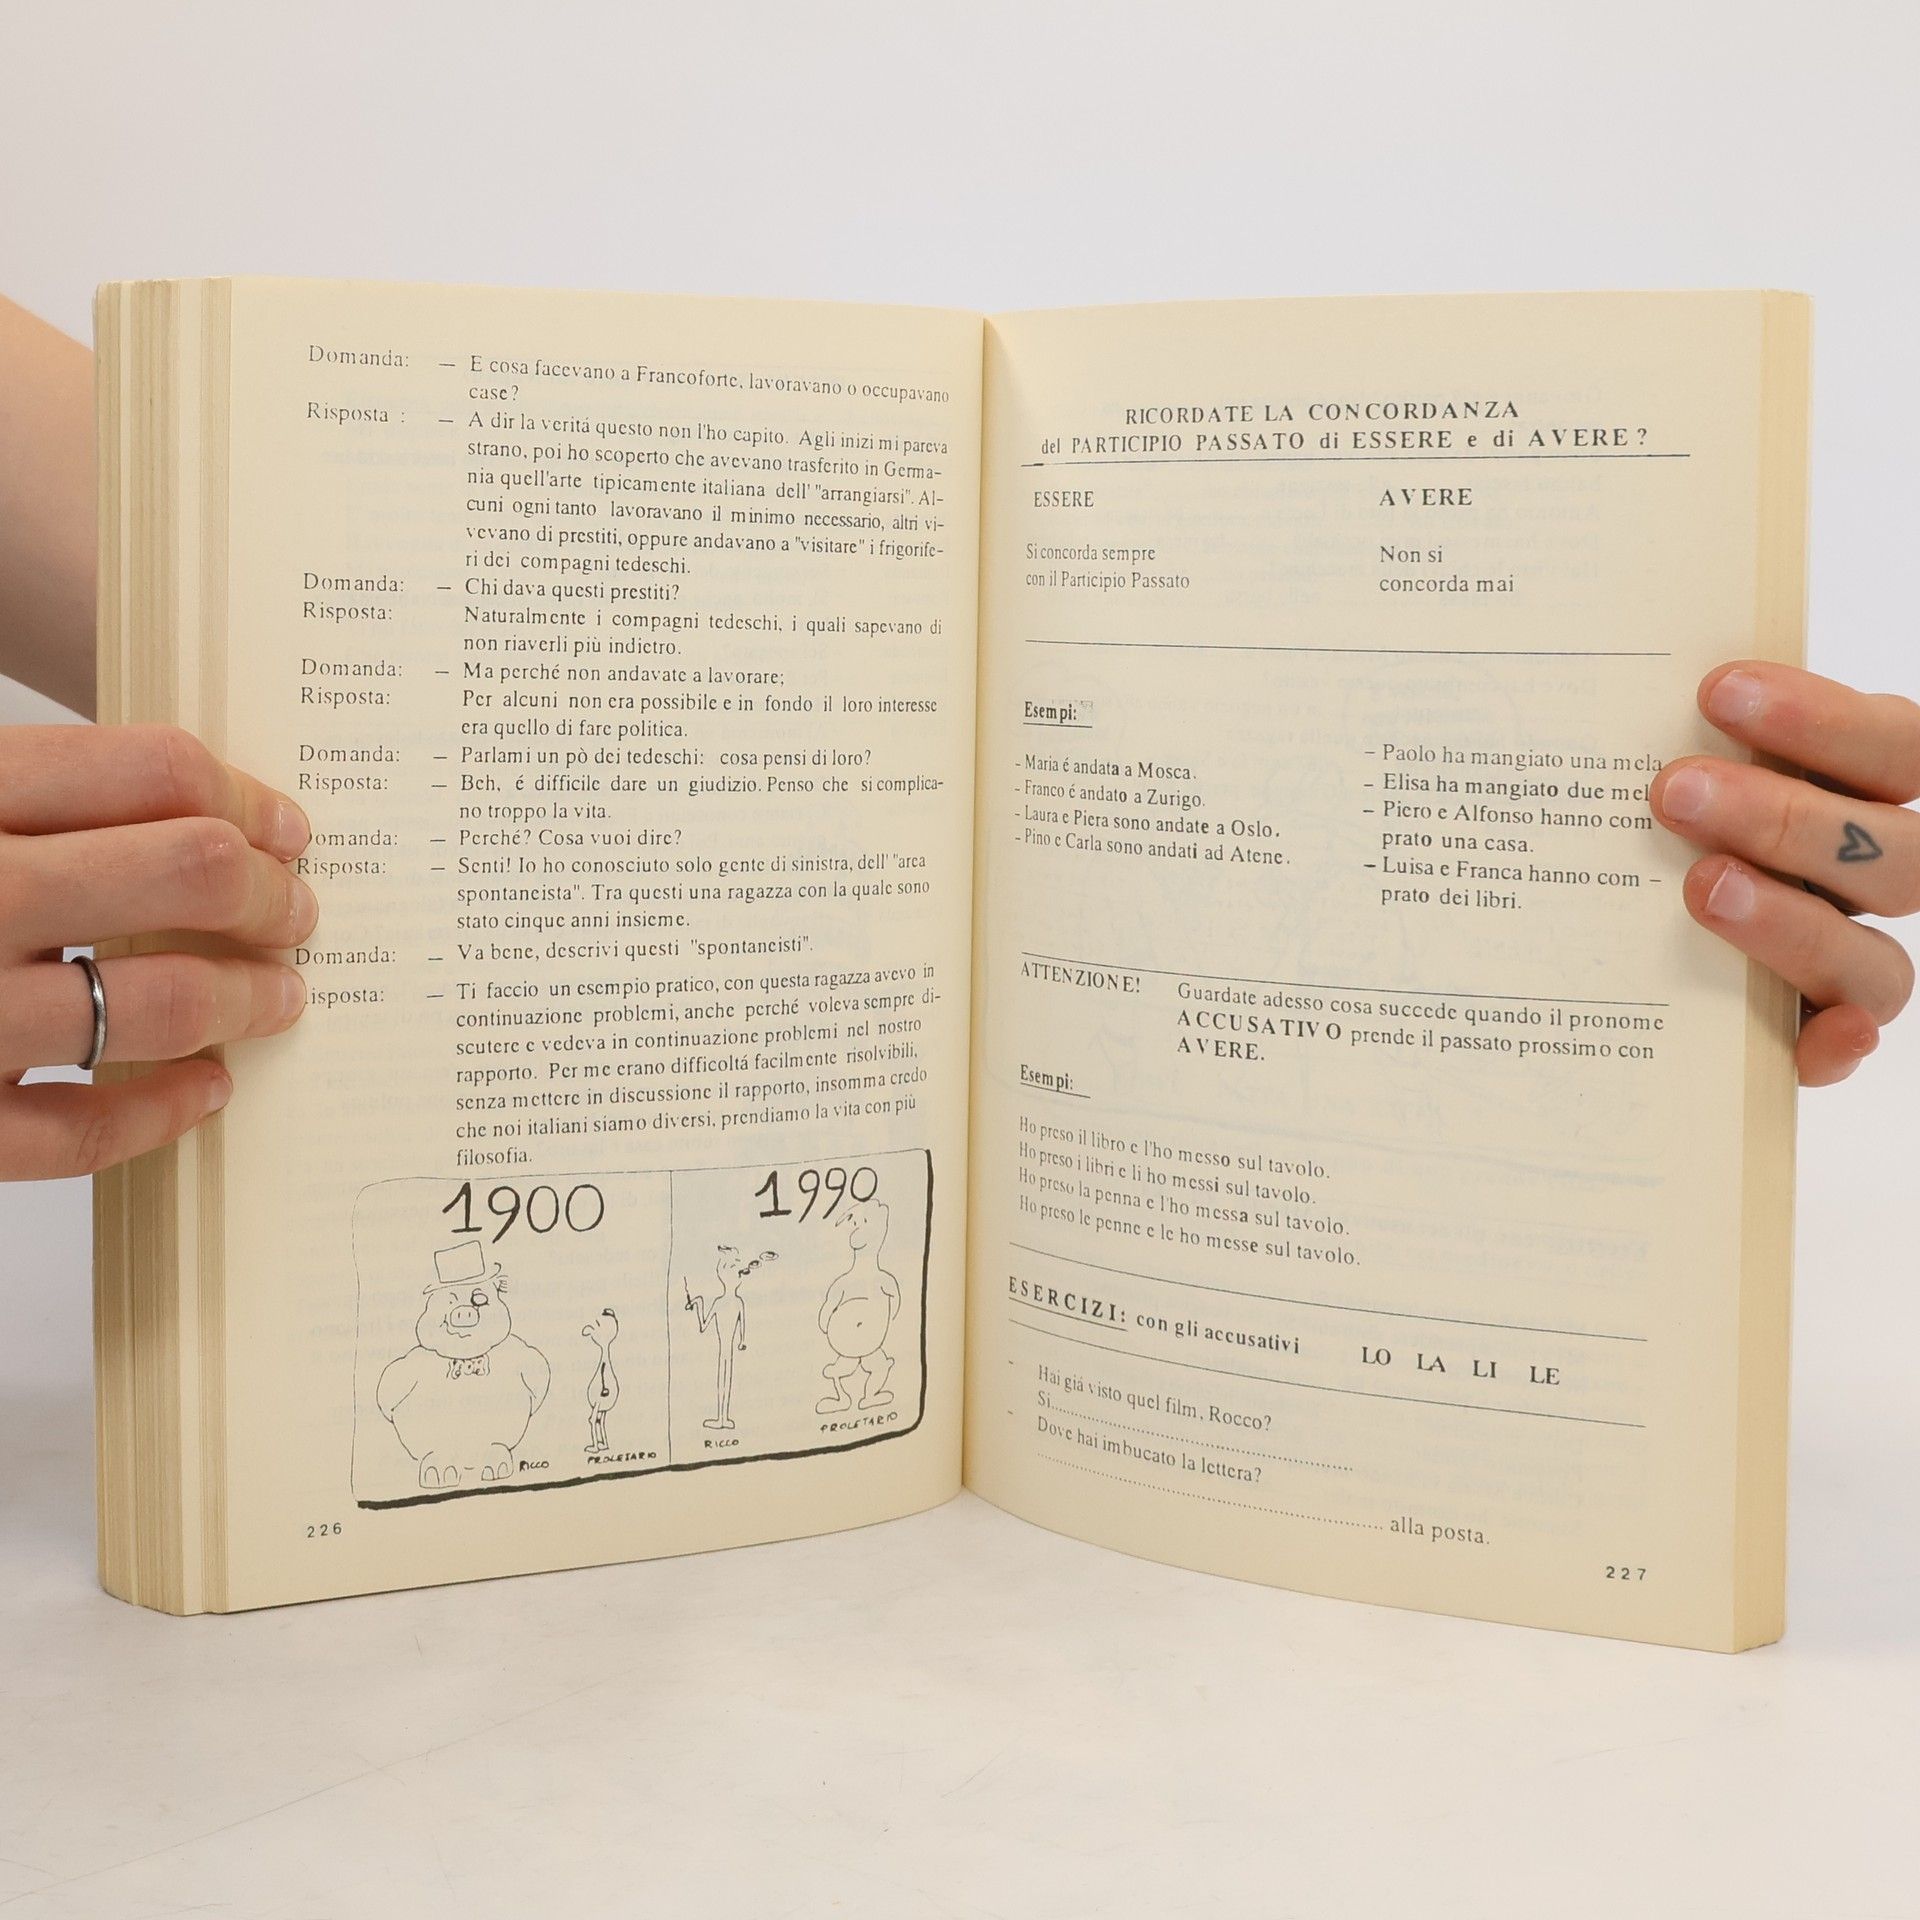 Domanda: — E cosa facevano a Francoforte, lavoravano o occupavano
case?
Risposta : — A dir la veritá questo non l'ho capito. Agli inizi mi pareva
strano, poi ho scoperto che avevano trasferito in Germa-
nia quell'arte tipicamente italiana dell' "arrangiarsi". Al-
cuni ogni tanto lavoravano il minimo necessario, altri vi-
vevano di prestiti, oppure andavano a "visitare" i frigorife-
ri dei compagni tedeschi.
Domanda: — Chi dava questi prestiti?
Risposta: Naturalmente i compagni tedeschi, i quali sapevano di
non riaverli più indietro.
Domanda: — Ma perché non andavate a lavorare;
Risposta: Per alcuni non era possibile e in fondo il loro interesse
era quello di fare politica.
Domanda: — Parlami un pò dei tedeschi: cosa pensi di loro?
Risposta: — Beh, é difficile dare un giudizio. Penso che si complica-
no troppo la vita.
Domanda: — Perché? Cosa vuoi dire?
Risposta: — Senti! Io ho conosciuto solo gente di sinistra, dell' "area
spontaneista". Tra questi una ragazza con la quale sono
stato cinque anni insieme.
Domanda: — Va bene, descrivi questi "spontaneisti".
isposta: — Ti faccio un esempio pratico, con questa ragazza avevo in
continuazione problemi, anche perché voleva sempre di-
scutere e vedeva in continuazione problemi nel nostro
rapporto. Per me erano difficoltá facilmente risolvibili,
senza mettere in discussione il rapporto, insomma credo
che noi italiani siamo diversi, prendiamo la vita con più
filosofia.
1900 1990
RICCO PROLETARIO RICCO PROLETARIO
226
RICORDATE LA CONCORDANZA
del PARTICIPIO PASSATO di ESSERE e di AVERE ?
ESSERE AVERE
Si concorda sempre Non si
con il Participio Passato concorda mai
Esempi:
- Maria é andata a Mosca.
- Franco é andato a Zurigo.
- Laura e Piera sono andate a Oslo.
- Pino e Carla sono andati ad Atene.
– Paolo ha mangiato una mela
– Elisa ha mangiato due mel
– Piero e Alfonso hanno com
prato una casa.
– Luisa e Franca hanno com –
prato dei libri.
ATTENZIONE! Guardate adesso cosa succede quando il pronome
ACCUSATIVO prende il passato prossimo con
AVERE.
Esempi:
Ho preso il libro e l'ho messo sul tavolo.
Ho preso i libri e li ho messi sul tavolo.
Ho preso la penna e l'ho messa sul tavolo.
Ho preso le penne e le ho messe sul tavolo.
ESERCIZI: con gli accusativi LO LA LI LE
- Hai giá visto quel film, Rocco?
Si..........................................................
- Dove hai imbucato la lettera?
.......................................................... alla posta.
227